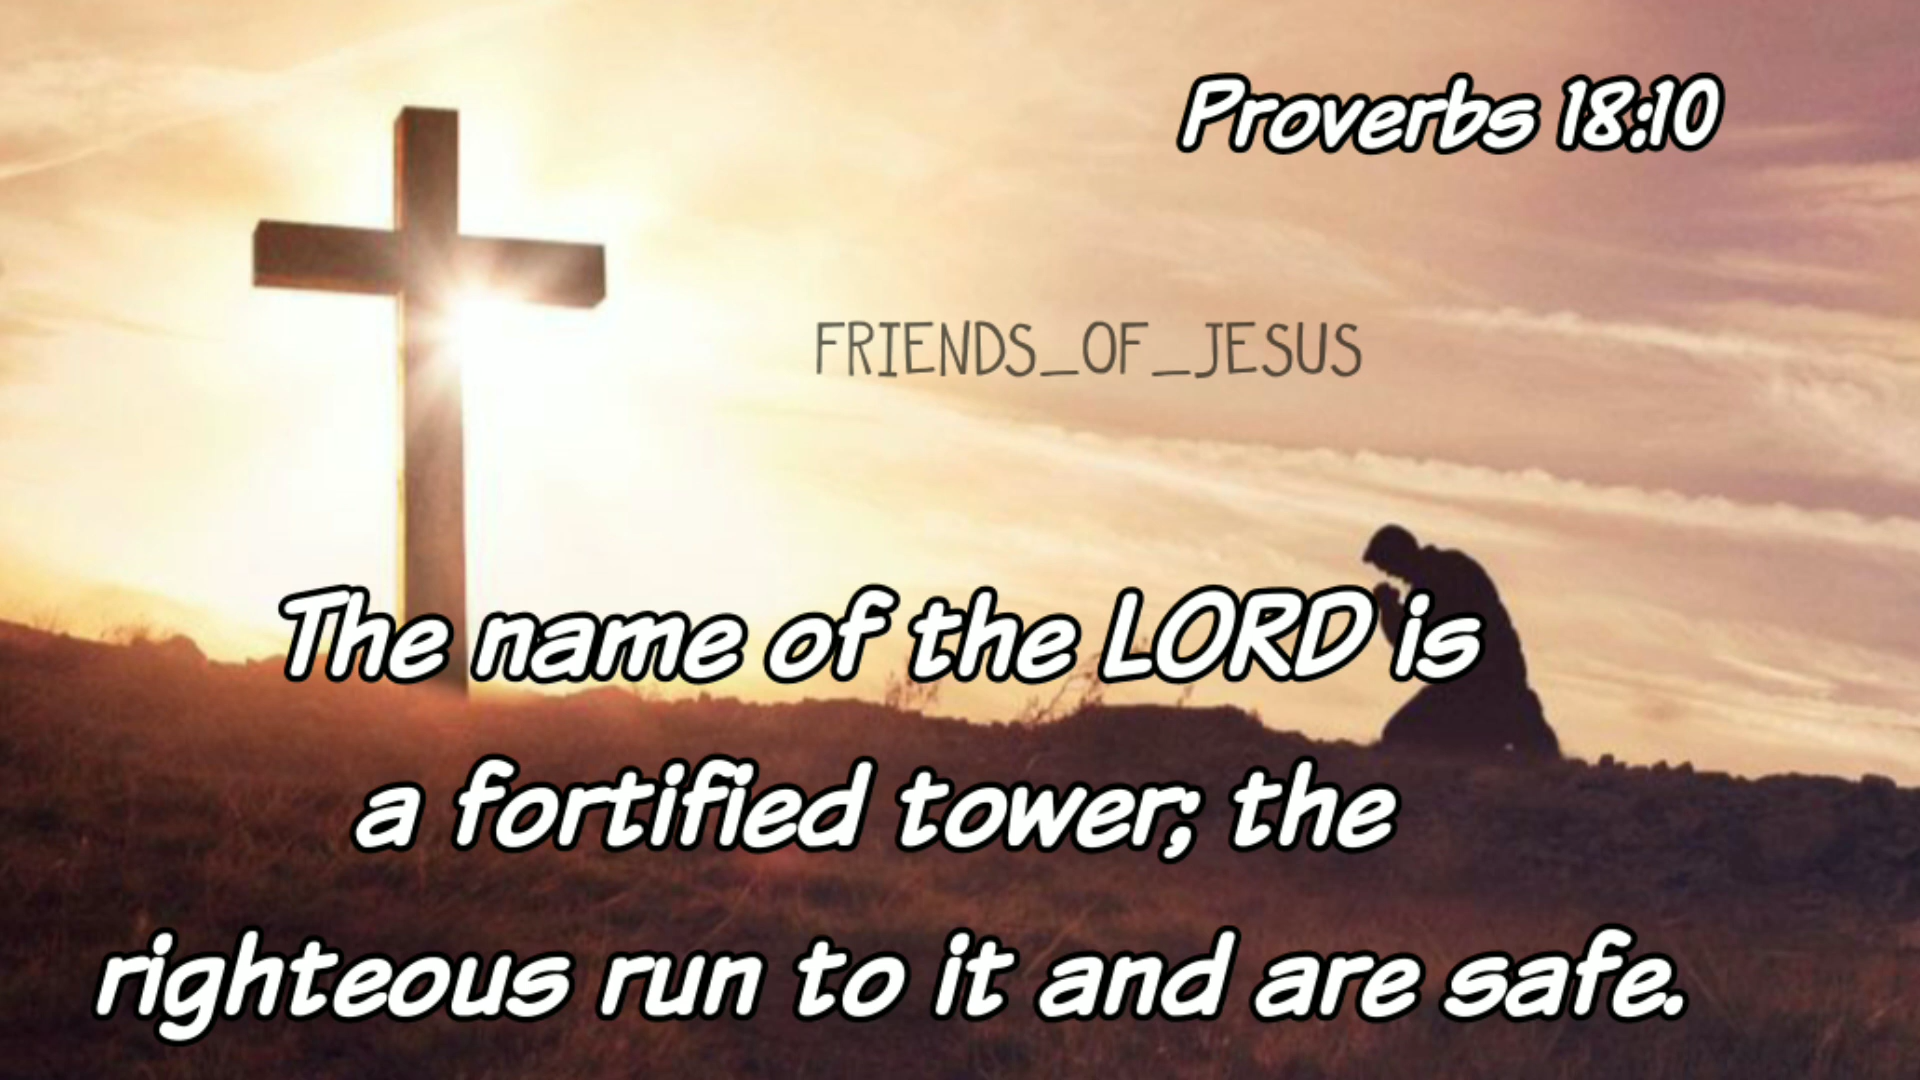 Proverbs 18:10
FRIENDS_OF_JESUS
The name of the LORD is
a fortified tower; the
righteous run to it and are safe.